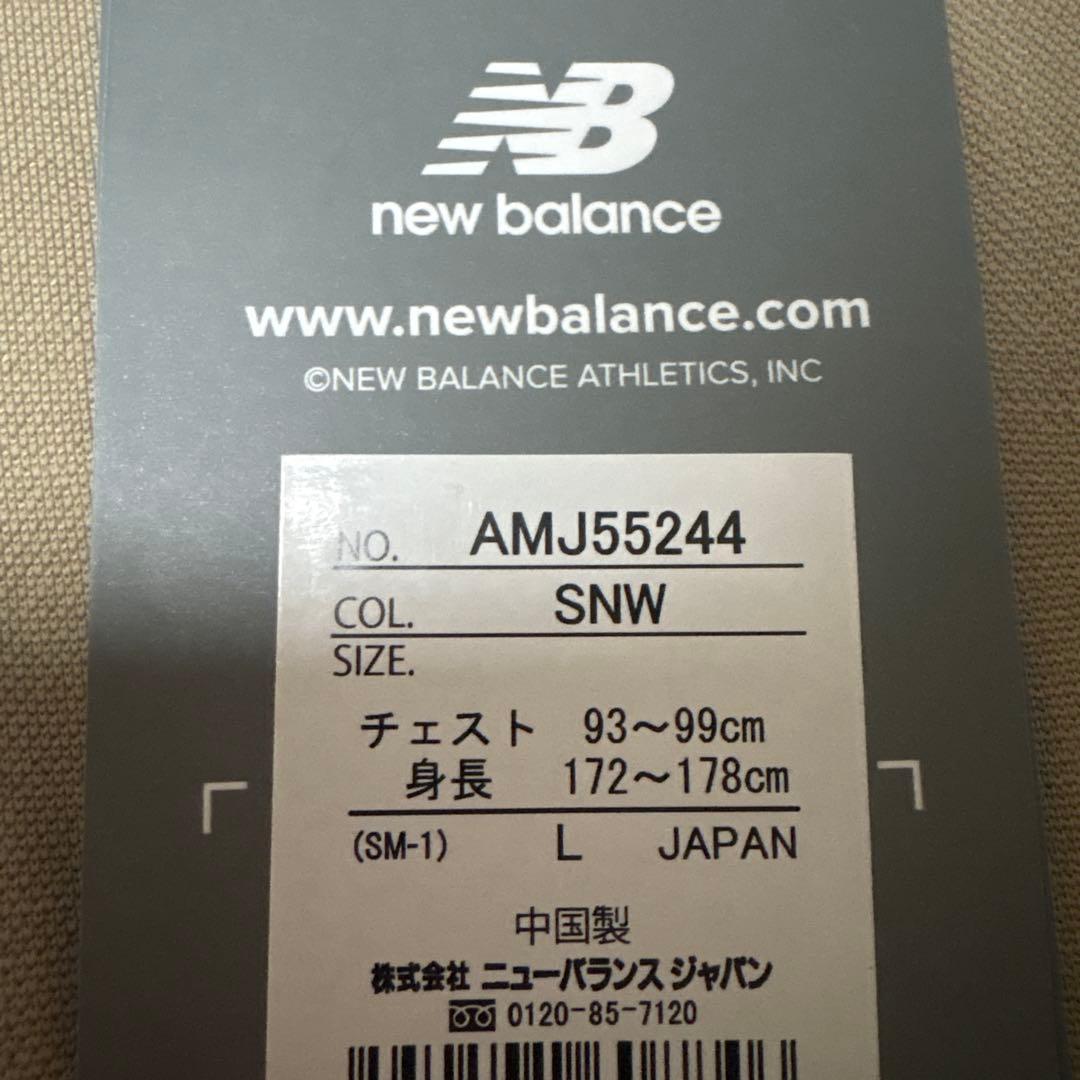 NB
new balance
www.newbalance.com
©NEW BALANCE ATHLETICS, INC
NO. AMJ55244
COL. SNW
SIZE.
チェスト 93～99cm
身長 172～178cm
(SM-1) L JAPAN
中国製
株式会社 ニューバランス ジャパン
0120-85-7120